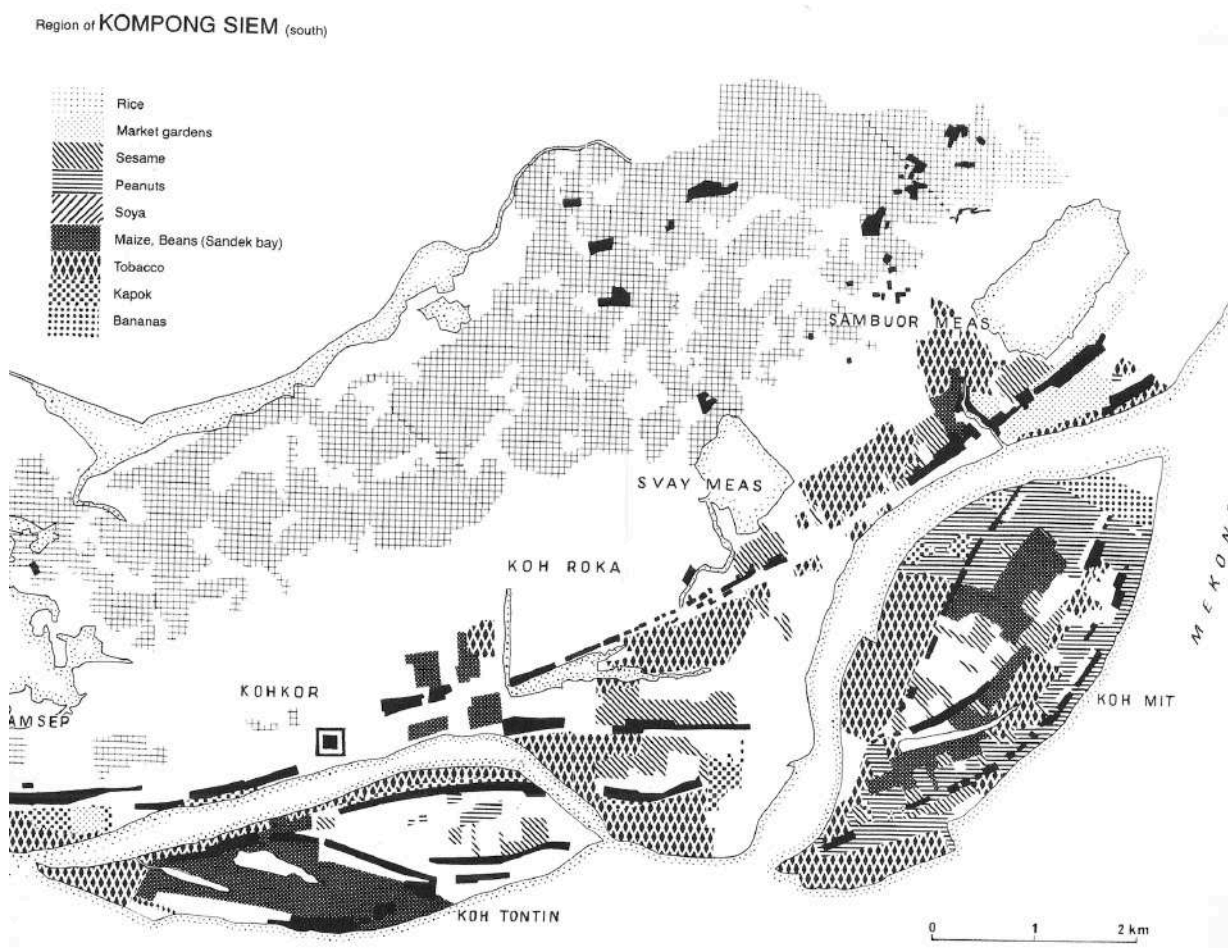 Region of KOMPONG SIEM (south)
Rice
Market gardens
Sesame
Peanuts
Soya
Maize, Beans (Sandek bay)
Tobacco
Kapok
Bananas
SAMBUOR MEAS
SVAY MEAS
KOH ROKA
MEKON
KOHKOR
KOH MIT
AMSEP
KOH TONTIN
0 1 2 km